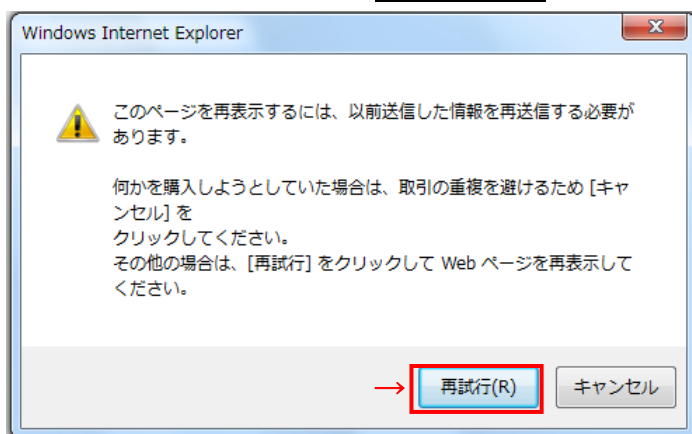 Windows Internet Explorer
このページを再表示するには、以前送信した情報を再送信する必要が
あります。
何かを購入しようとしていた場合は、取引の重複を避けるため [キャ
ンセル] を
クリックしてください。
その他の場合は、[再試行] をクリックして Web ページを再表示して
ください。
→ 再試行(R) キャンセル